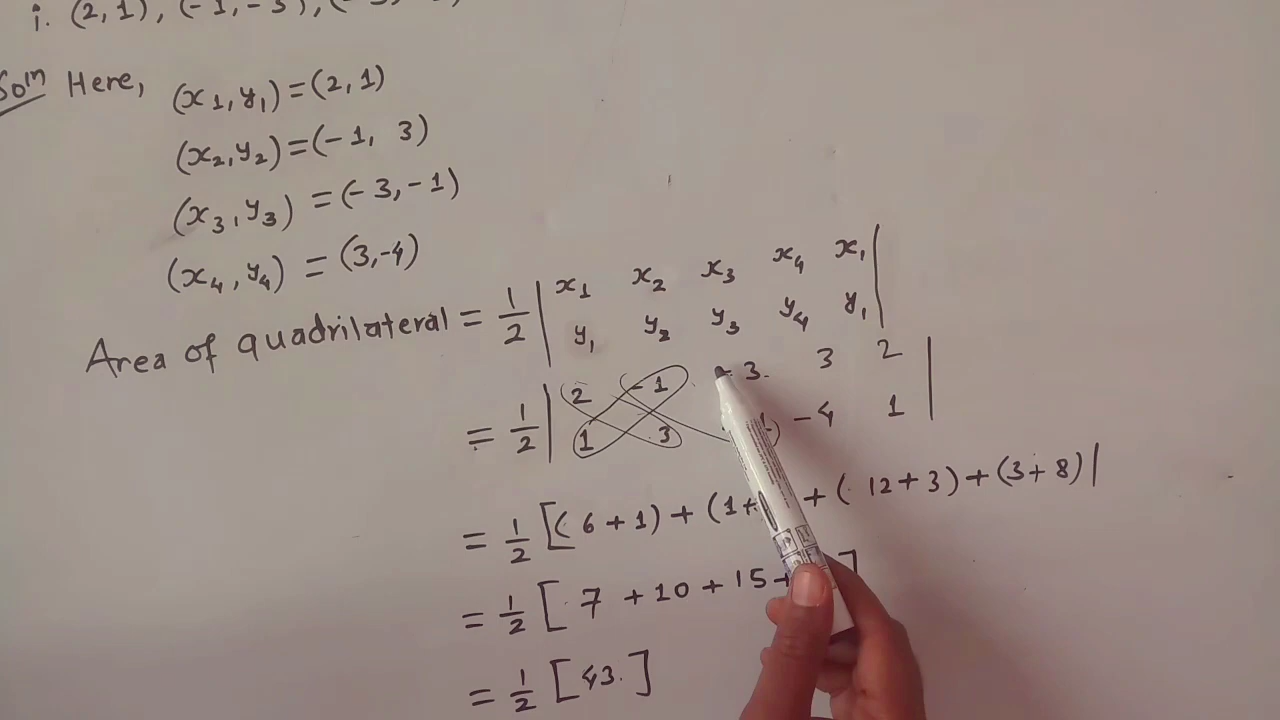 i. (2, 1), (-1, -3), (
Soln Here, (x1, y1) = (2, 1)
(x2, y2) = (-1, 3)
(x3, y3) = (-3, -1)
(x4, y4) = (3, -4)
Area of quadrilateral = 1/2 | x1 x2 x3 x4 x1 |
y1 y2 y3 y4 y1
= 1/2 | 2 -1 -3 3 2 |
1 3 -4 1
= 1/2 [( 6 + 1) + (1+ + ( 12 + 3) + (3 + 8) |
= 1/2 [ 7 + 10 + 15 + ]
= 1/2 [43.]